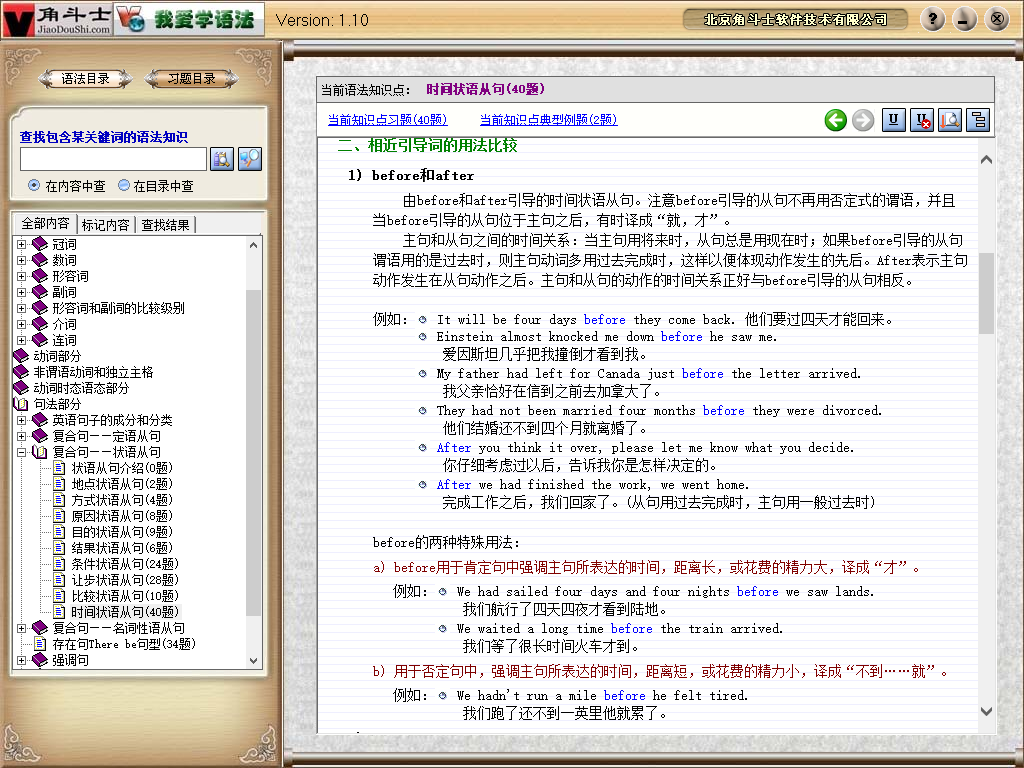 角斗士
JiaoDouShi.com
我爱学语法
Version: 1.10
北京角斗士软件技术有限公司
语法目录
习题目录
查找包含某关键词的语法知识
在内容中查
在目录中查
全部内容
标记内容
查找结果
冠词
数词
形容词
副词
形容词和副词的比较级别
介词
连词
动词部分
非谓语动词和独立主格
动词时态语态部分
句法部分
英语句子的成分和分类
复合句——定语从句
复合句——状语从句
状语从句介绍(0题)
地点状语从句(2题)
方式状语从句(4题)
原因状语从句(8题)
目的状语从句(9题)
结果状语从句(6题)
条件状语从句(24题)
让步状语从句(28题)
比较状语从句(10题)
时间状语从句(40题)
复合句——名词性语从句
存在句There be句型(34题)
强调句
当前语法知识点： 时间状语从句(40题)
当前知识点习题(40题)
当前知识点典型例题(2题)
二、相近引导词的用法比较
1) before和after
由before和after引导的时间状语从句。注意before引导的从句不再用否定式的谓语，并且
当before引导的从句位于主句之后，有时译成“就，才”。
主句和从句之间的时间关系：当主句用将来时，从句总是用现在时；如果before引导的从句
谓语用的是过去时，则主句动词多用过去完成时，这样以便体现动作发生的先后。After表示主句
动作发生在从句动作之后。主句和从句的动作的时间关系正好与before引导的从句相反。
例如： It will be four days before they come back. 他们要过四天才能回来。
Einstein almost knocked me down before he saw me.
爱因斯坦几乎把我撞倒才看到我。
My father had left for Canada just before the letter arrived.
我父亲恰好在信到之前去加拿大了。
They had not been married four months before they were divorced.
他们结婚还不到四个月就离婚了。
After you think it over, please let me know what you decide.
你仔细考虑过以后，告诉我你是怎样决定的。
After we had finished the work, we went home.
完成工作之后，我们回家了。(从句用过去完成时，主句用一般过去时)
before的两种特殊用法：
a) before用于肯定句中强调主句所表达的时间，距离长，或花费的精力大，译成“才”。
例如： We had sailed four days and four nights before we saw lands.
我们航行了四天四夜才看到陆地。
We waited a long time before the train arrived.
我们等了很长时间火车才到。
b) 用于否定句中，强调主句所表达的时间，距离短，或花费的精力小，译成“不到……就”。
例如： We hadn't run a mile before he felt tired.
我们跑了还不到一英里他就累了。